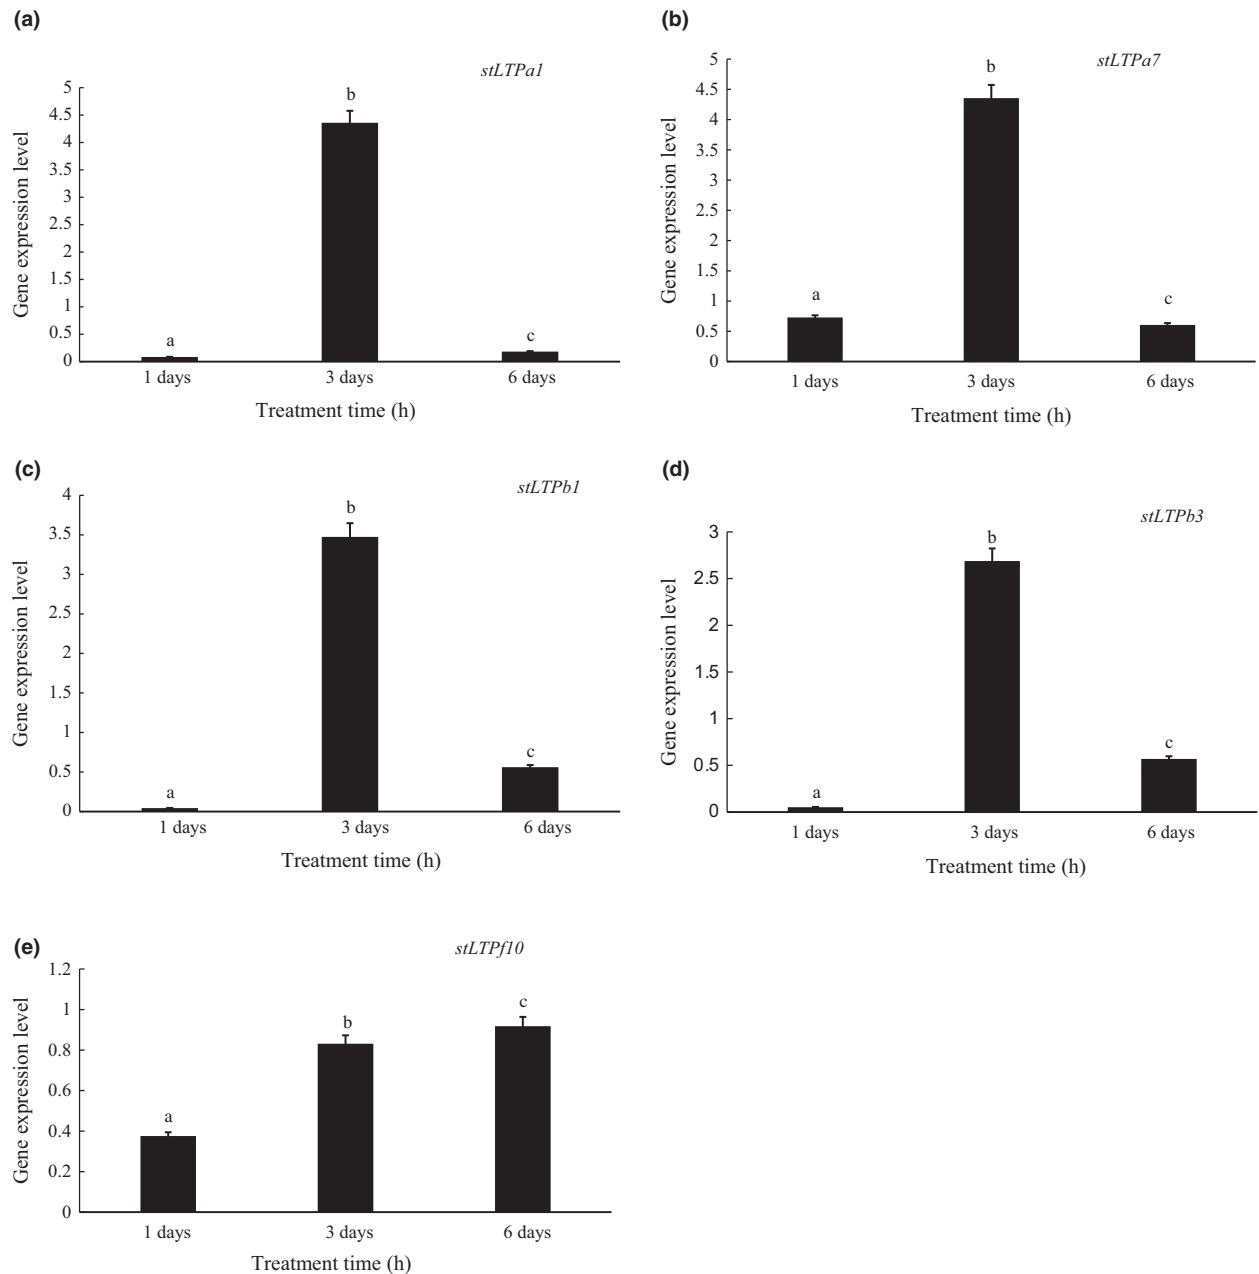 (a)
stLTPa1
Gene expression level
5
4.5
4
3.5
3
2.5
2
1.5
1
0.5
0
a
b
c
1 days 3 days 6 days
Treatment time (h)
(b)
stLTPa7
Gene expression level
5
4.5
4
3.5
3
2.5
2
1.5
1
0.5
0
a
b
c
1 days 3 days 6 days
Treatment time (h)
(c)
stLTPb1
Gene expression level
4
3.5
3
2.5
2
1.5
1
0.5
0
a
b
c
1 days 3 days 6 days
Treatment time (h)
(d)
stLTPb3
Gene expression level
3
2.5
2
1.5
1
0.5
0
a
b
c
1 days 3 days 6 days
Treatment time (h)
(e)
stLTPf10
Gene expression level
1.2
1
0.8
0.6
0.4
0.2
0
a
b
c
1 days 3 days 6 days
Treatment time (h)